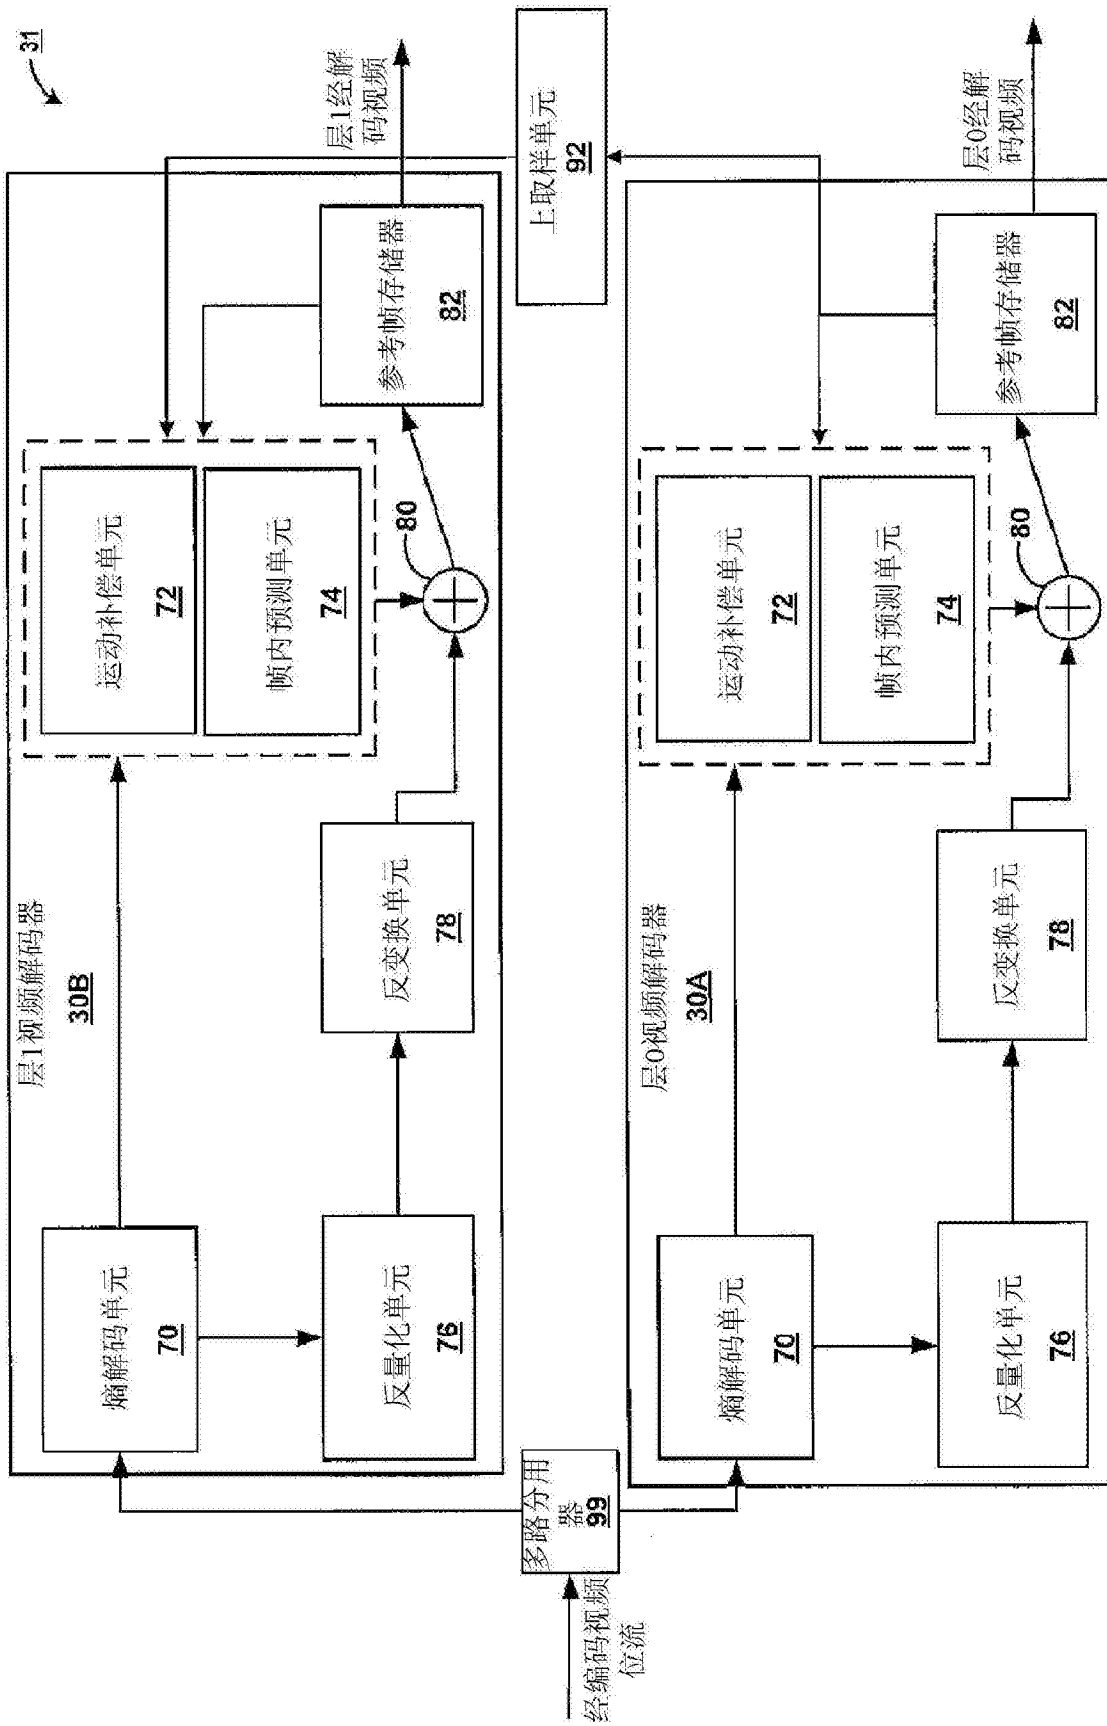 31
层1视频解码器
30B
熵解码单元
70
运动补偿单元
72
帧内预测单元
74
反量化单元
76
反变换单元
78
80
参考帧存储器
82
层1经解
码视频
经编码视频
位流
多路分用
器
99
上取样单元
92
层0视频解码器
30A
熵解码单元
70
运动补偿单元
72
帧内预测单元
74
反量化单元
76
反变换单元
78
80
参考帧存储器
82
层0经解
码视频